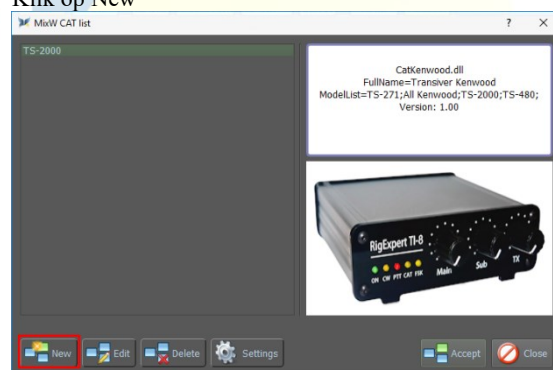 Klik op New
MixW CAT list
? X
TS-2000
CatKenwood.dll
FullName=Transiver Kenwood
ModelList=TS-271;All Kenwood;TS-2000;TS-480;
Version: 1.00
RigExpert TI-8
ON CW PTT CAT FSK
Main Sub TX
New Edit Delete Settings Accept Close